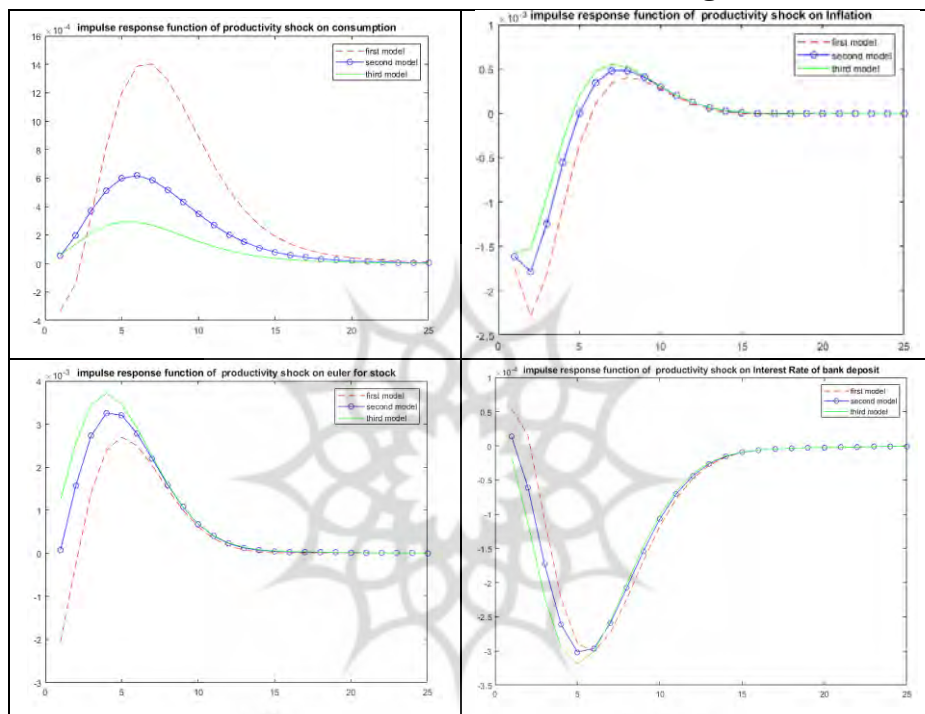 impulse response function of productivity shock on consumption
×10^-4
16
14
12
10
8
6
4
2
0
-2
-4
0 5 10 15 20 25
first model
second model
third model
impulse response function of productivity shock on Inflation
×10^-3
1
0.5
0
-0.5
-1
-1.5
-2
-2.5
0 5 10 15 20 25
first model
second model
third model
impulse response function of productivity shock on euler for stock
×10^-3
4
3
2
1
0
-1
-2
-3
0 5 10 15 20 25
first model
second model
third model
impulse response function of productivity shock on Interest Rate of bank deposit
1
0.5
0
-0.5
-1
-1.5
-2
-2.5
-3
-3.5
0 5 10 15 20 25
first model
second model
third model